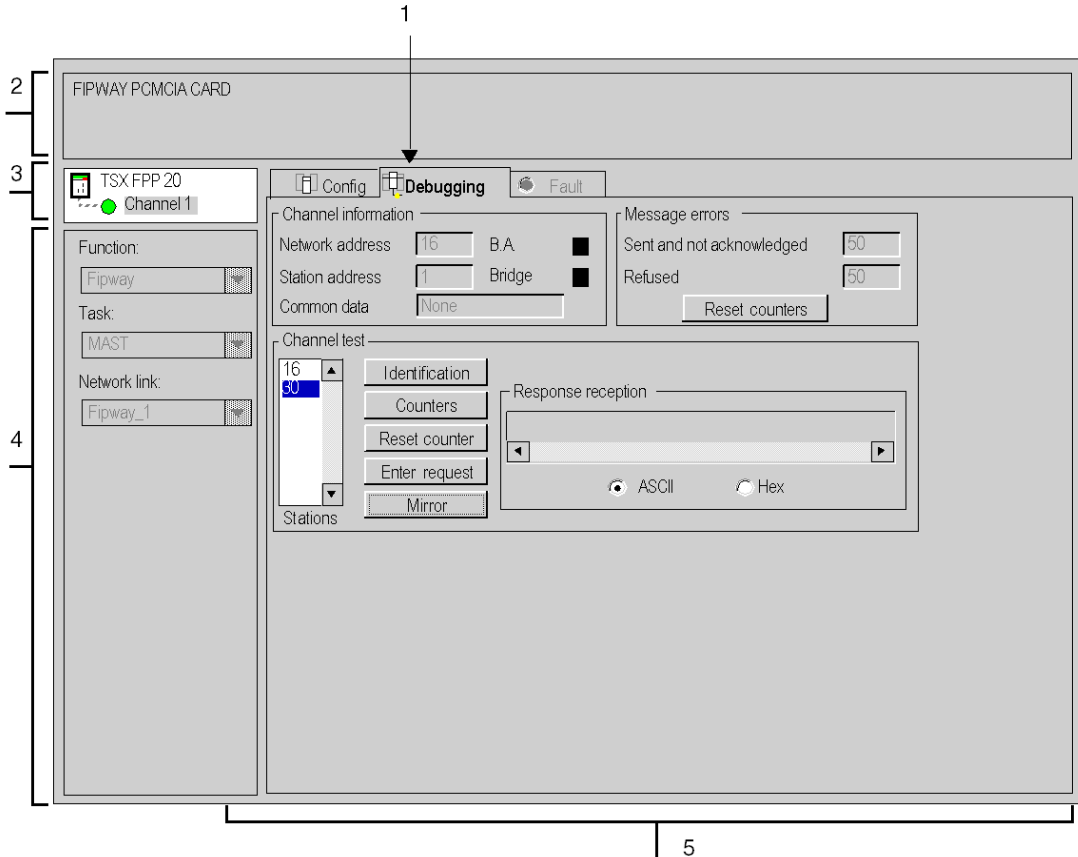 1
2
FIPWAY PCMCIA CARD
3
TSX FPP 20
Channel 1
Config
Debugging
Fault
4
Function:
Fipway
Task:
MAST
Network link:
Fipway_1
Channel information
Network address 16 B.A.
Station address 1 Bridge
Common data None
Message errors
Sent and not acknowledged 50
Refused 50
Reset counters
Channel test
16
30
Stations
Identification
Counters
Reset counter
Enter request
Mirror
Response reception
ASCII Hex
5